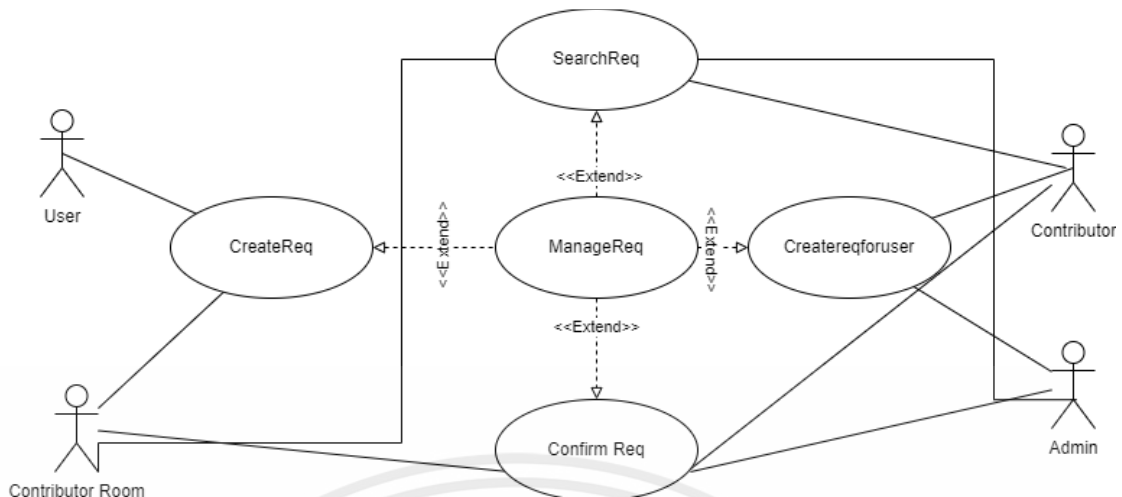 SearchReq
<<Extend>>
User
CreateReq
<<Extend>>
ManageReq
<<Extend>>
Createreqforuser
Contributor
<<Extend>>
Confirm Req
Admin
Contributor Room